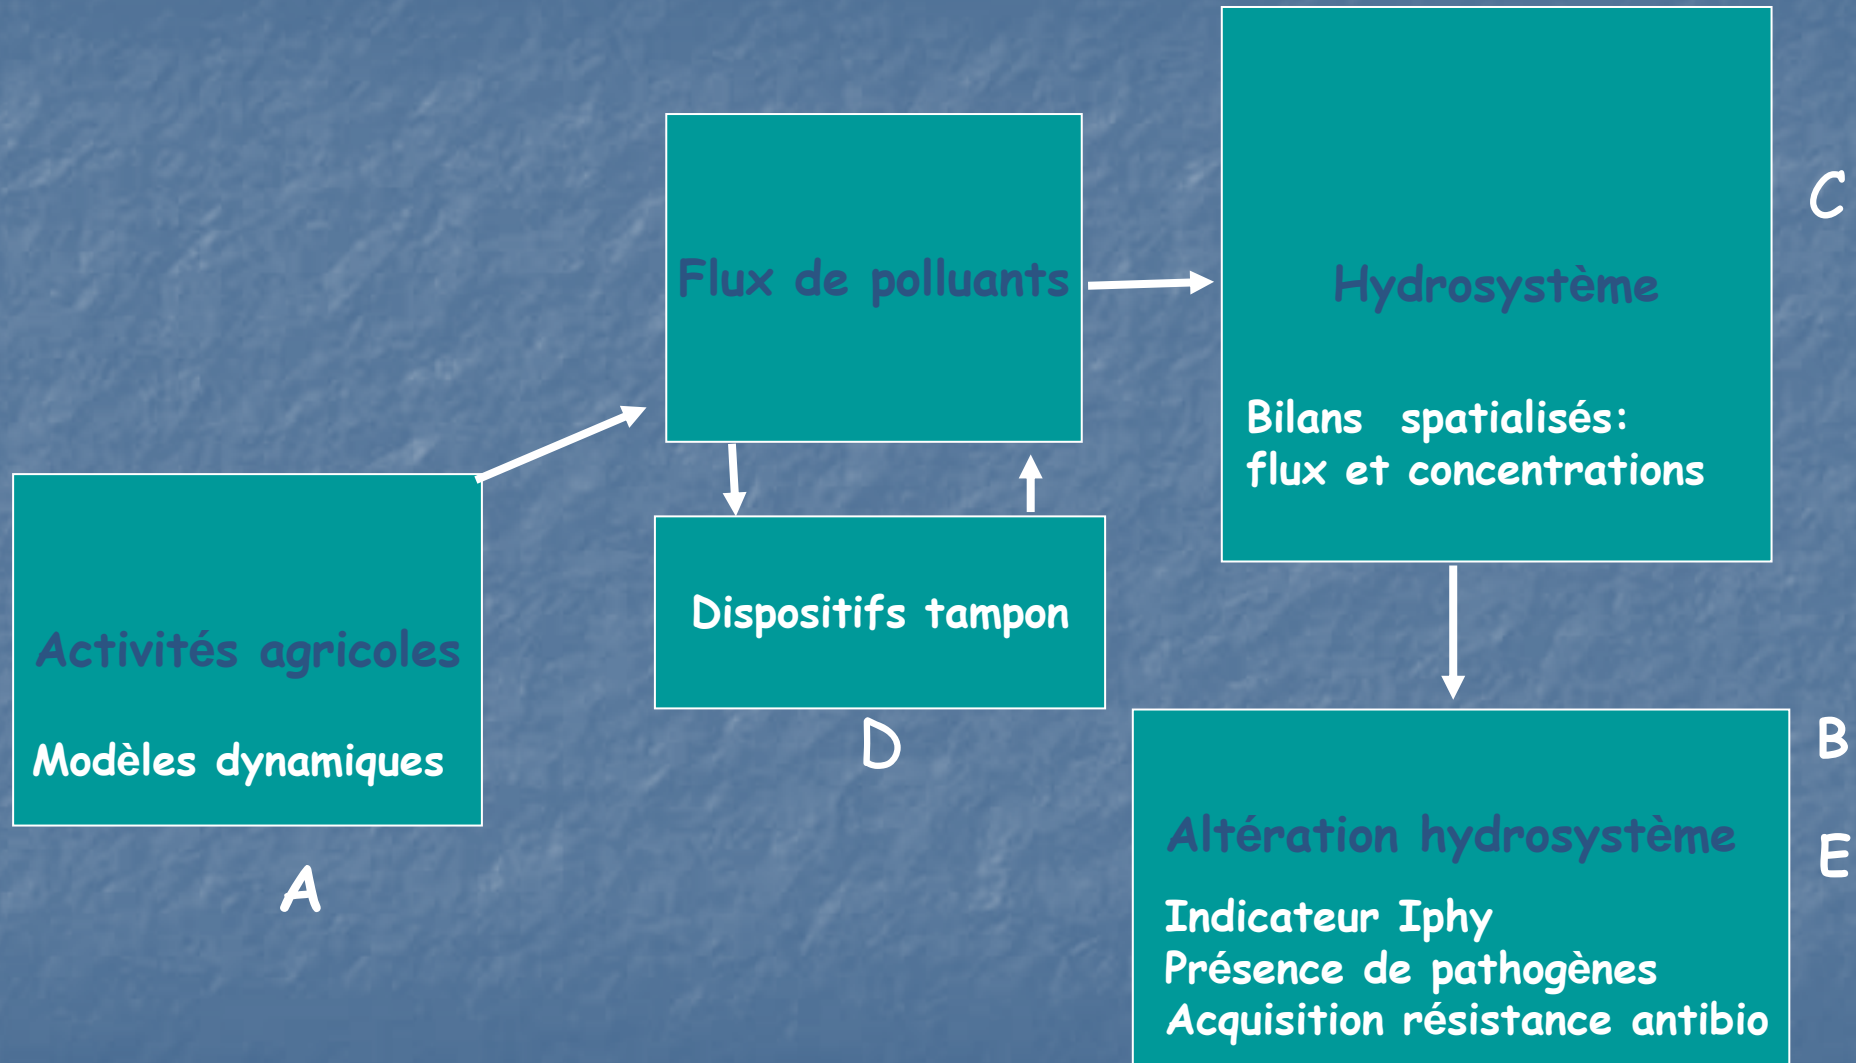 Activités agricoles
Modèles dynamiques
A
Flux de polluants
Dispositifs tampon
D
Hydrosystème
Bilans spatialisés:
flux et concentrations
C
Altération hydrosystème
Indicateur Iphy
Présence de pathogènes
Acquisition résistance antibio
B
E